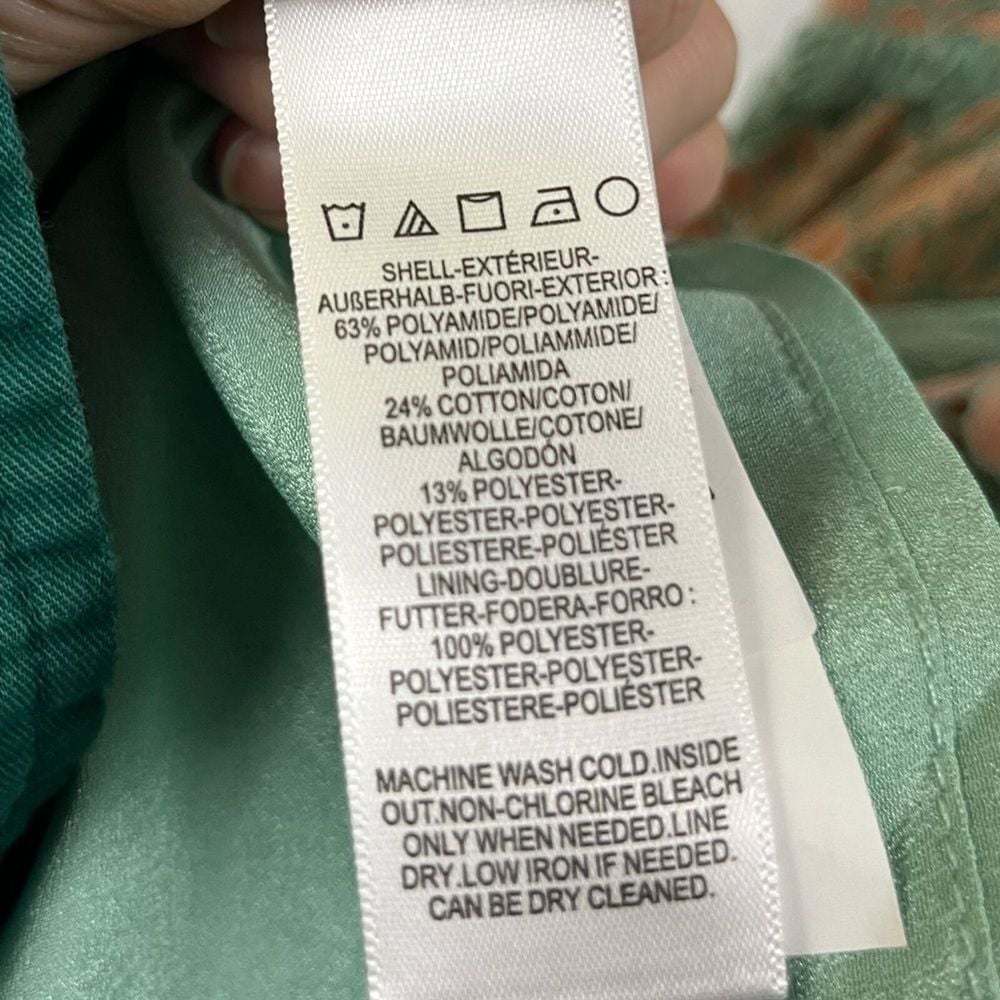 SHELL-EXTÉRIEUR-
AUßERHALB-FUORI-EXTERIOR :
63% POLYAMIDE/POLYAMIDE/
POLYAMID/POLIAMMIDE/
POLIAMIDA
24% COTTON/COTON/
BAUMWOLLE/COTONE/
ALGODÓN
13% POLYESTER-
POLYESTER-POLYESTER-
POLIESTERE-POLIÉSTER
LINING-DOUBLURE-
FUTTER-FODERA-FORRO :
100% POLYESTER-
POLYESTER-POLYESTER-
POLIESTERE-POLIÉSTER
MACHINE WASH COLD.INSIDE
OUT.NON-CHLORINE BLEACH
ONLY WHEN NEEDED.LINE
DRY.LOW IRON IF NEEDED.
CAN BE DRY CLEANED.